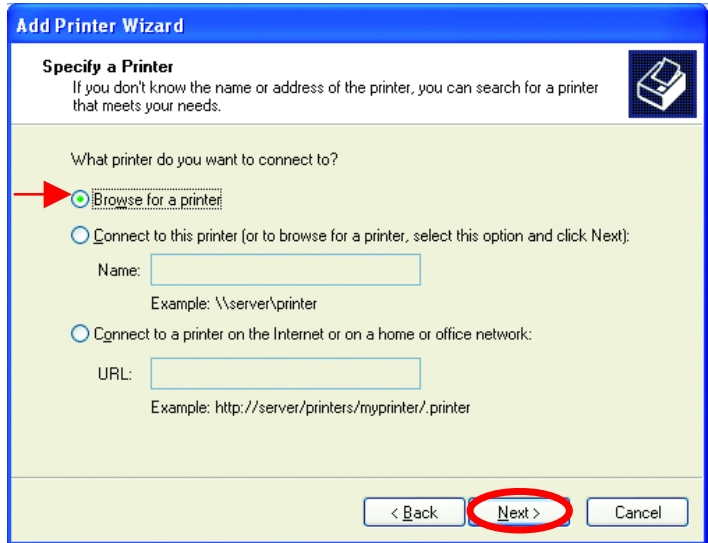 Add Printer Wizard
Specify a Printer
If you don't know the name or address of the printer, you can search for a printer
that meets your needs.
What printer do you want to connect to?
Browse for a printer
Connect to this printer (or to browse for a printer, select this option and click Next):
Name:
Example: \\server\printer
Connect to a printer on the Internet or on a home or office network:
URL:
Example: http://server/printers/myprinter/.printer
< Back Next > Cancel